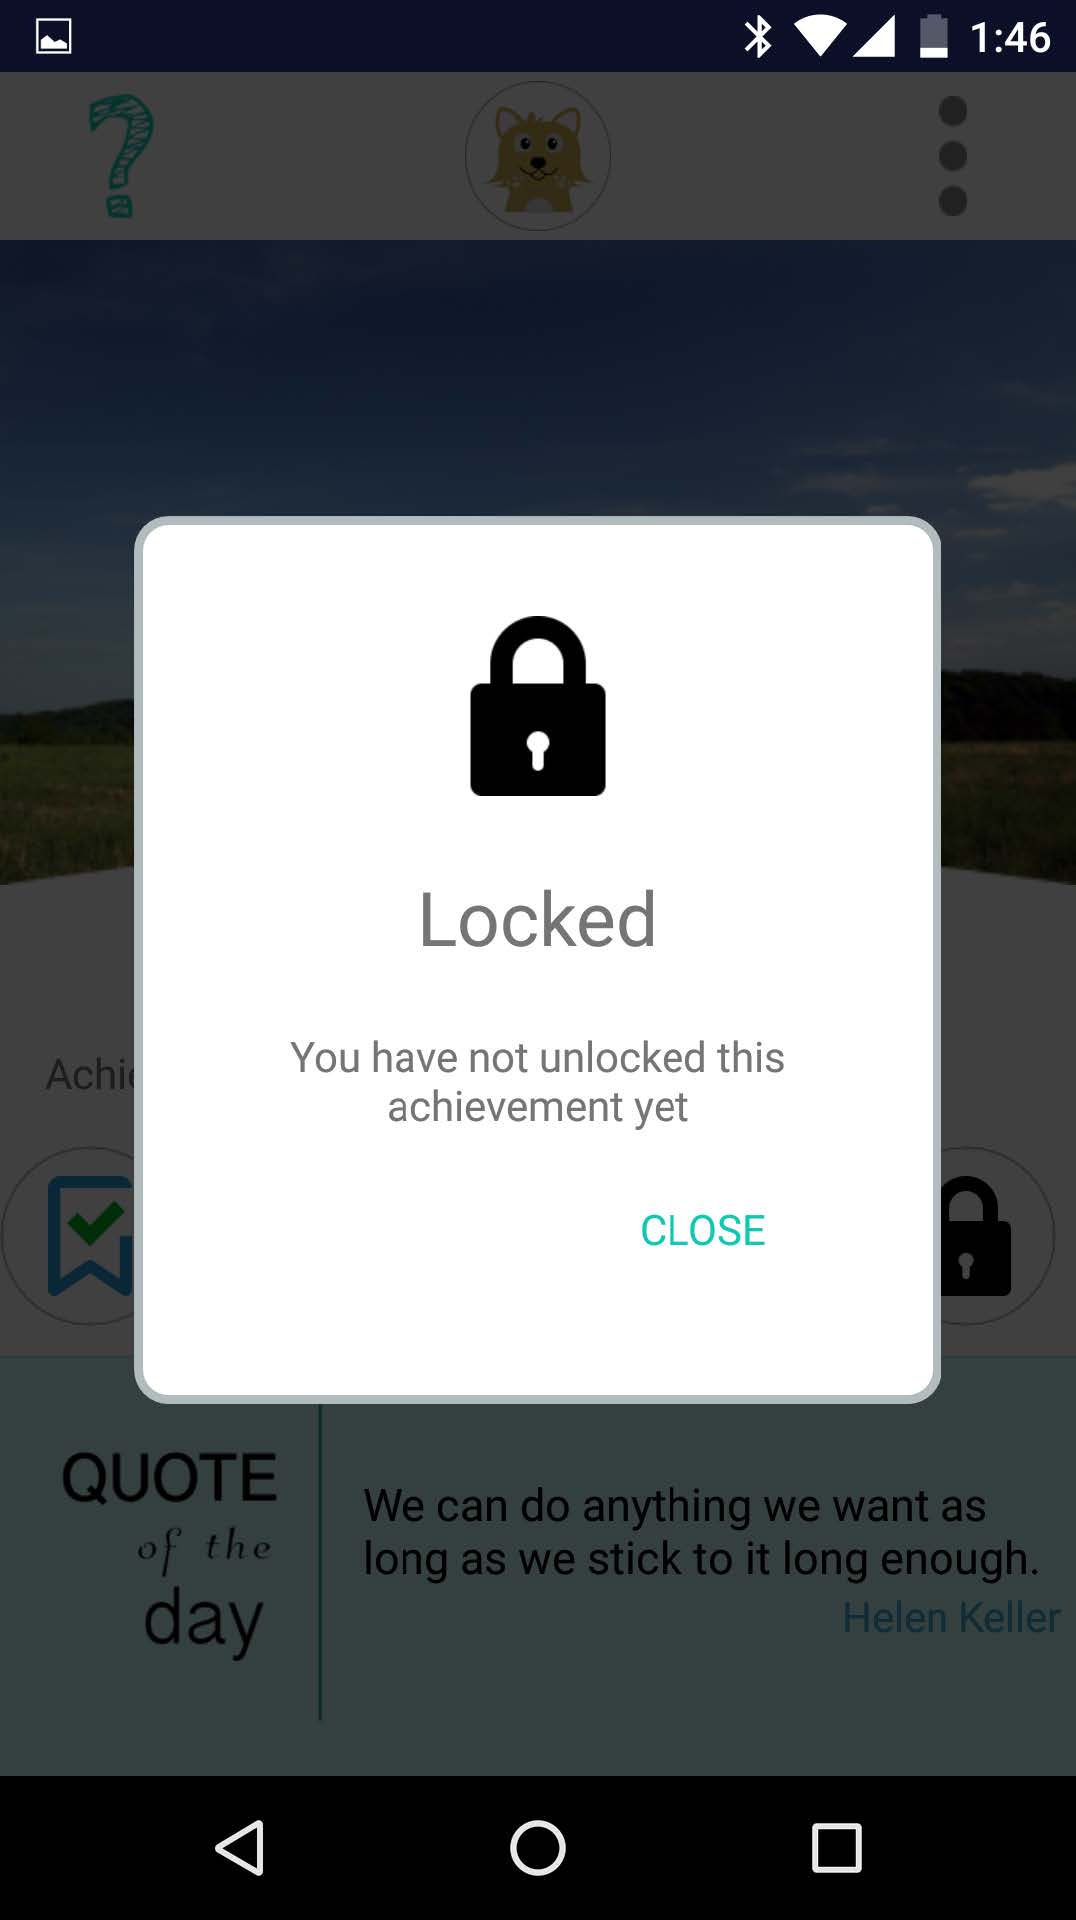 1:46
Locked
You have not unlocked this
achievement yet
CLOSE
QUOTE
of the
day
We can do anything we want as
long as we stick to it long enough.
Helen Keller